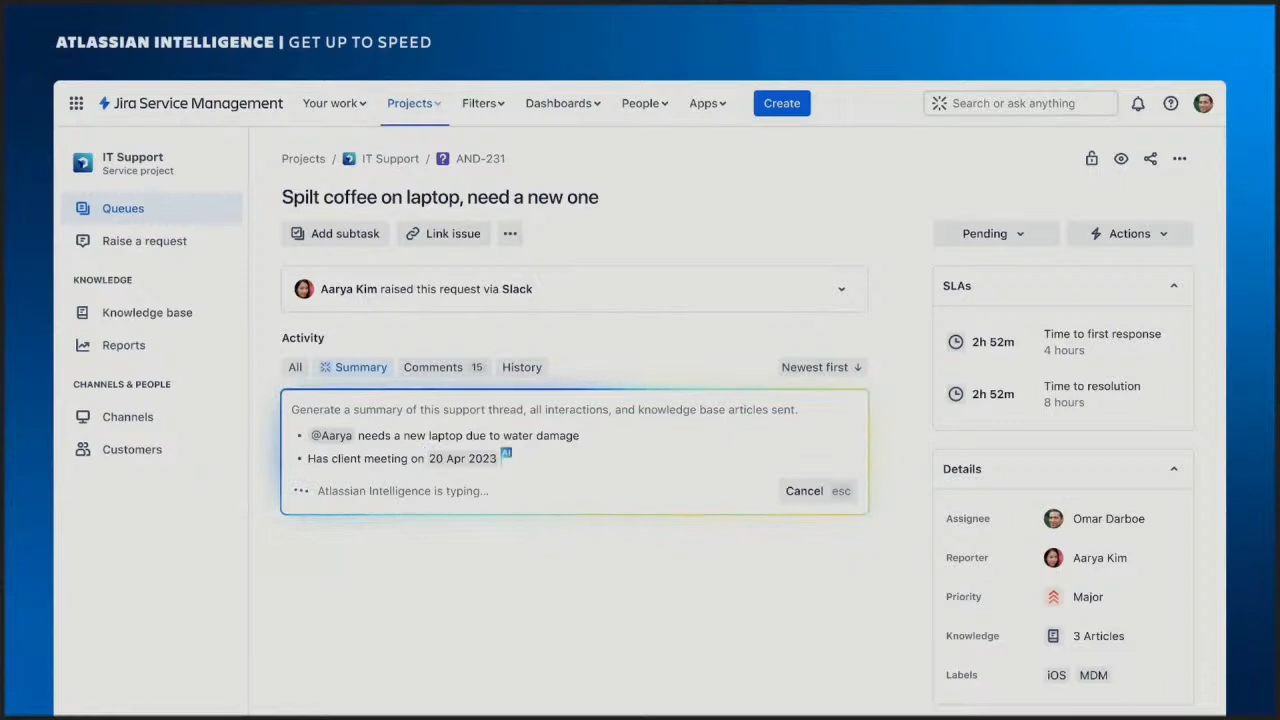 ATLASSIAN INTELLIGENCE | GET UP TO SPEED
Jira Service Management Your work Projects Filters Dashboards People Apps Create Search or ask anything
IT Support
Service project
Queues
Raise a request
KNOWLEDGE
Knowledge base
Reports
CHANNELS & PEOPLE
Channels
Customers
Projects / IT Support / AND-231
Spilt coffee on laptop, need a new one
Add subtask Link issue
Aarya Kim raised this request via Slack
Activity
All Summary Comments 15 History Newest first ↓
Generate a summary of this support thread, all interactions, and knowledge base articles sent.
• @Aarya needs a new laptop due to water damage
• Has client meeting on 20 Apr 2023 AI
Atlassian Intelligence is typing... Cancel esc
Pending Actions
SLAs
2h 52m Time to first response
4 hours
2h 52m Time to resolution
8 hours
Details
Assignee Omar Darboe
Reporter Aarya Kim
Priority Major
Knowledge 3 Articles
Labels iOS MDM